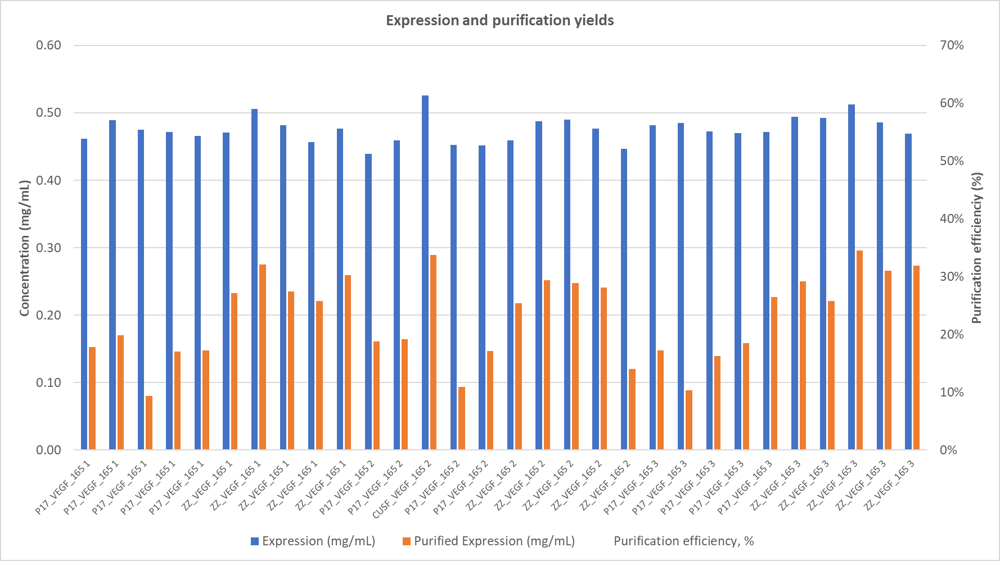 Expression and purification yields
0.60
0.50
0.40
0.30
0.20
0.10
0.00
Concentration (mg/mL)
70%
60%
50%
40%
30%
20%
10%
0%
Purification efficienciy (%)
P17_VEGF_165 1
P17_VEGF_165 1
P17_VEGF_165 1
P17_VEGF_165 1
P17_VEGF_165 1
ZZ_VEGF_165 1
ZZ_VEGF_165 1
ZZ_VEGF_165 1
ZZ_VEGF_165 1
ZZ_VEGF_165 1
P17_VEGF_165 2
P17_VEGF_165 2
CUSF_VEGF_165 2
P17_VEGF_165 2
P17_VEGF_165 2
ZZ_VEGF_165 2
ZZ_VEGF_165 2
ZZ_VEGF_165 2
ZZ_VEGF_165 2
ZZ_VEGF_165 2
P17_VEGF_165 3
P17_VEGF_165 3
P17_VEGF_165 3
P17_VEGF_165 3
P17_VEGF_165 3
ZZ_VEGF_165 3
ZZ_VEGF_165 3
ZZ_VEGF_165 3
ZZ_VEGF_165 3
ZZ_VEGF_165 3
Expression (mg/mL) Purified Expression (mg/mL) Purification efficiency, %